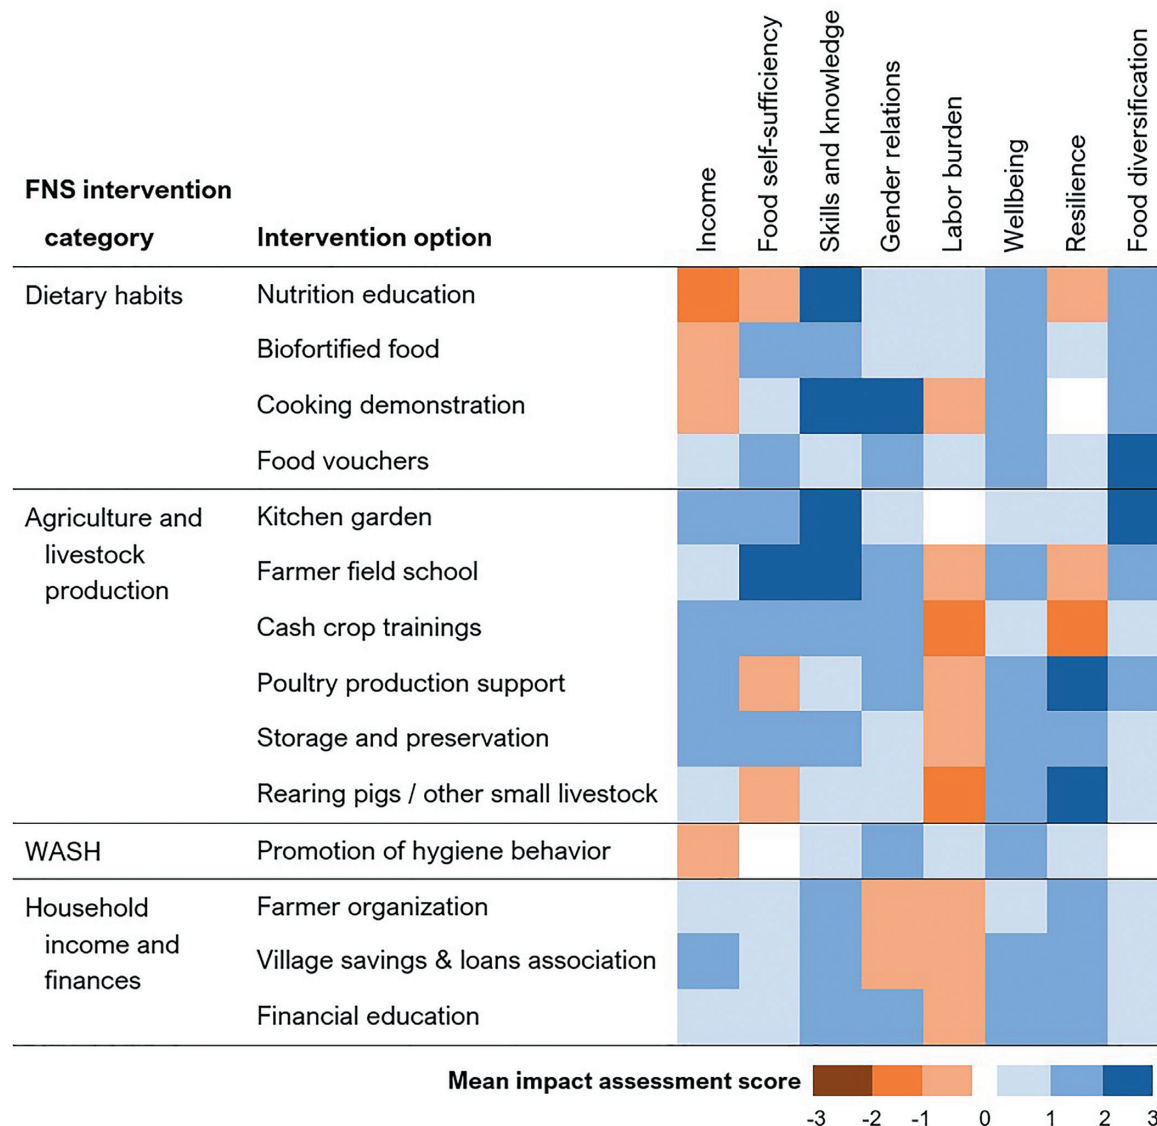 Income
Food self-sufficiency
Skills and knowledge
Gender relations
Labor burden
Wellbeing
Resilience
Food diversification
FNS intervention
category
Intervention option
Dietary habits
Nutrition education
Biofortified food
Cooking demonstration
Food vouchers
Agriculture and
livestock
production
Kitchen garden
Farmer field school
Cash crop trainings
Poultry production support
Storage and preservation
Rearing pigs / other small livestock
WASH
Promotion of hygiene behavior
Household
income and
finances
Farmer organization
Village savings & loans association
Financial education
Mean impact assessment score
-3 -2 -1 0 1 2 3